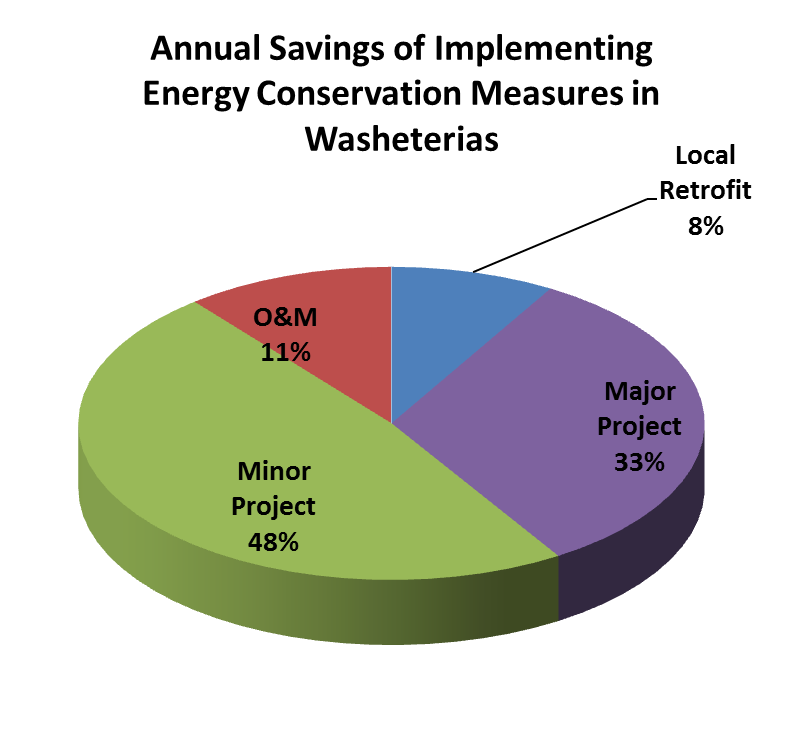 Annual Savings of Implementing
Energy Conservation Measures in
Washeterias
Local
Retrofit
8%
O&M
11%
Major
Project
33%
Minor
Project
48%